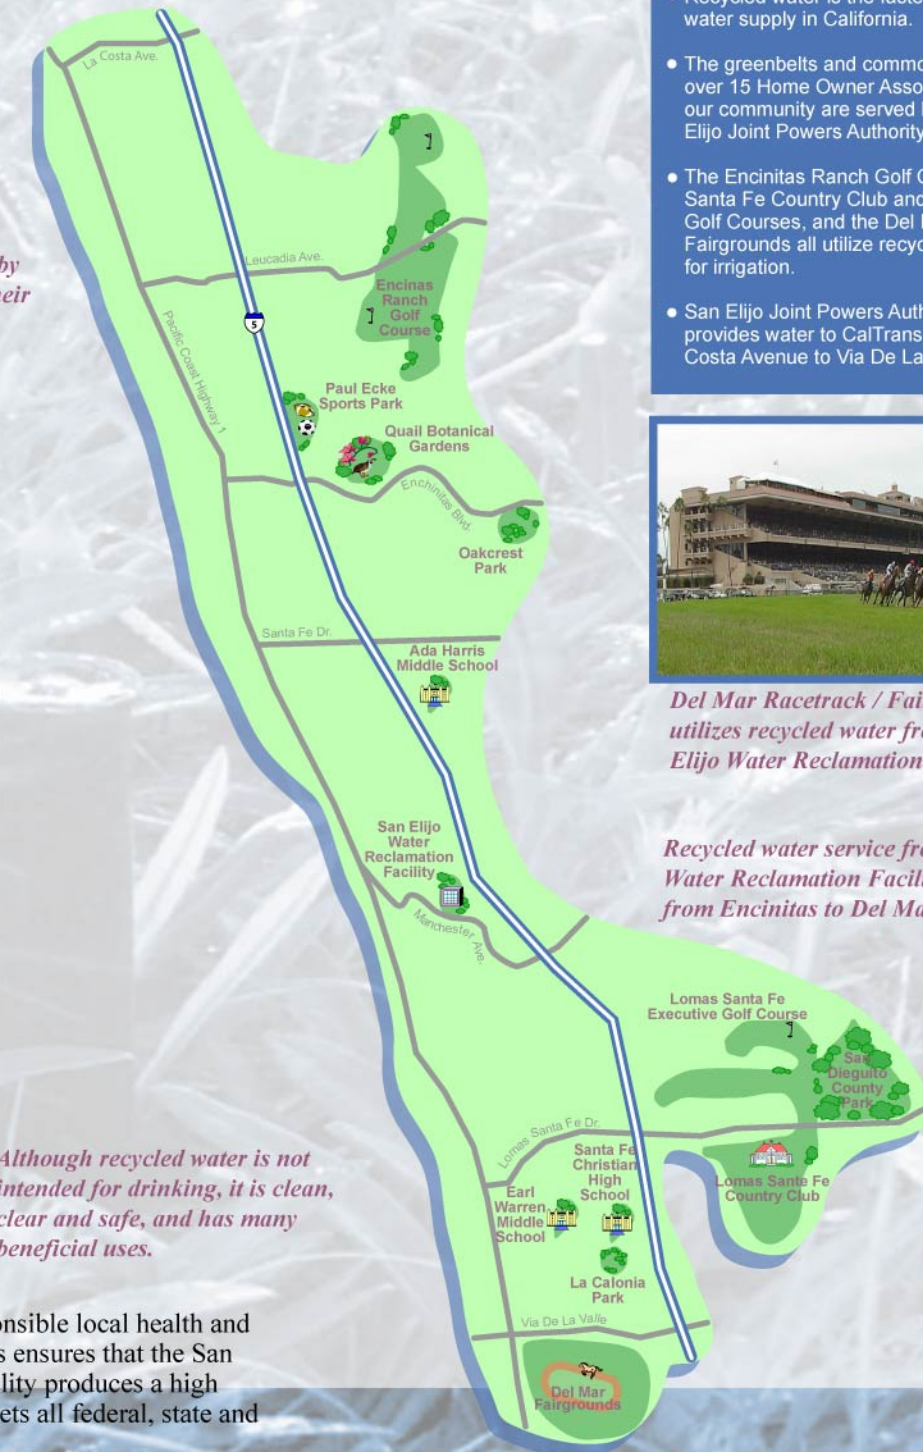 Recycled water is the faste
water supply in California.
• The greenbelts and commo
over 15 Home Owner Asso
our community are served
Elijo Joint Powers Authority
• The Encinitas Ranch Golf
Santa Fe Country Club and
Golf Courses, and the Del
Fairgrounds all utilize recyc
for irrigation.
• San Elijo Joint Powers Auth
provides water to CalTrans
Costa Avenue to Via De La
by
eir
La Costa Ave.
Leucadia Ave.
Encinas
Ranch
Golf
Course
5
Pacific Coast Highway 1
Paul Ecke
Sports Park
Quail Botanical
Gardens
Enchinitas Blvd.
Oakcrest
Park
Santa Fe Dr.
Ada Harris
Middle School
Del Mar Racetrack / Fai
utilizes recycled water fr
Elijo Water Reclamation
San Elijo
Water
Reclamation
Facility
Manchester Ave.
Recycled water service fr
Water Reclamation Facili
from Encinitas to Del Ma
Lomas Santa Fe
Executive Golf Course
San
Dieguito
County
Park
Lomas Santa Fe Dr.
Santa Fe
Christian
High
School
Earl
Warren
Middle
School
Lomas Sante Fe
Country Club
La Calonia
Park
Via De La Valle
Del Mar
Fairgrounds
Although recycled water is not
intended for drinking, it is clean,
clear and safe, and has many
beneficial uses.
onsible local health and
s ensures that the San
lity produces a high
ets all federal, state and